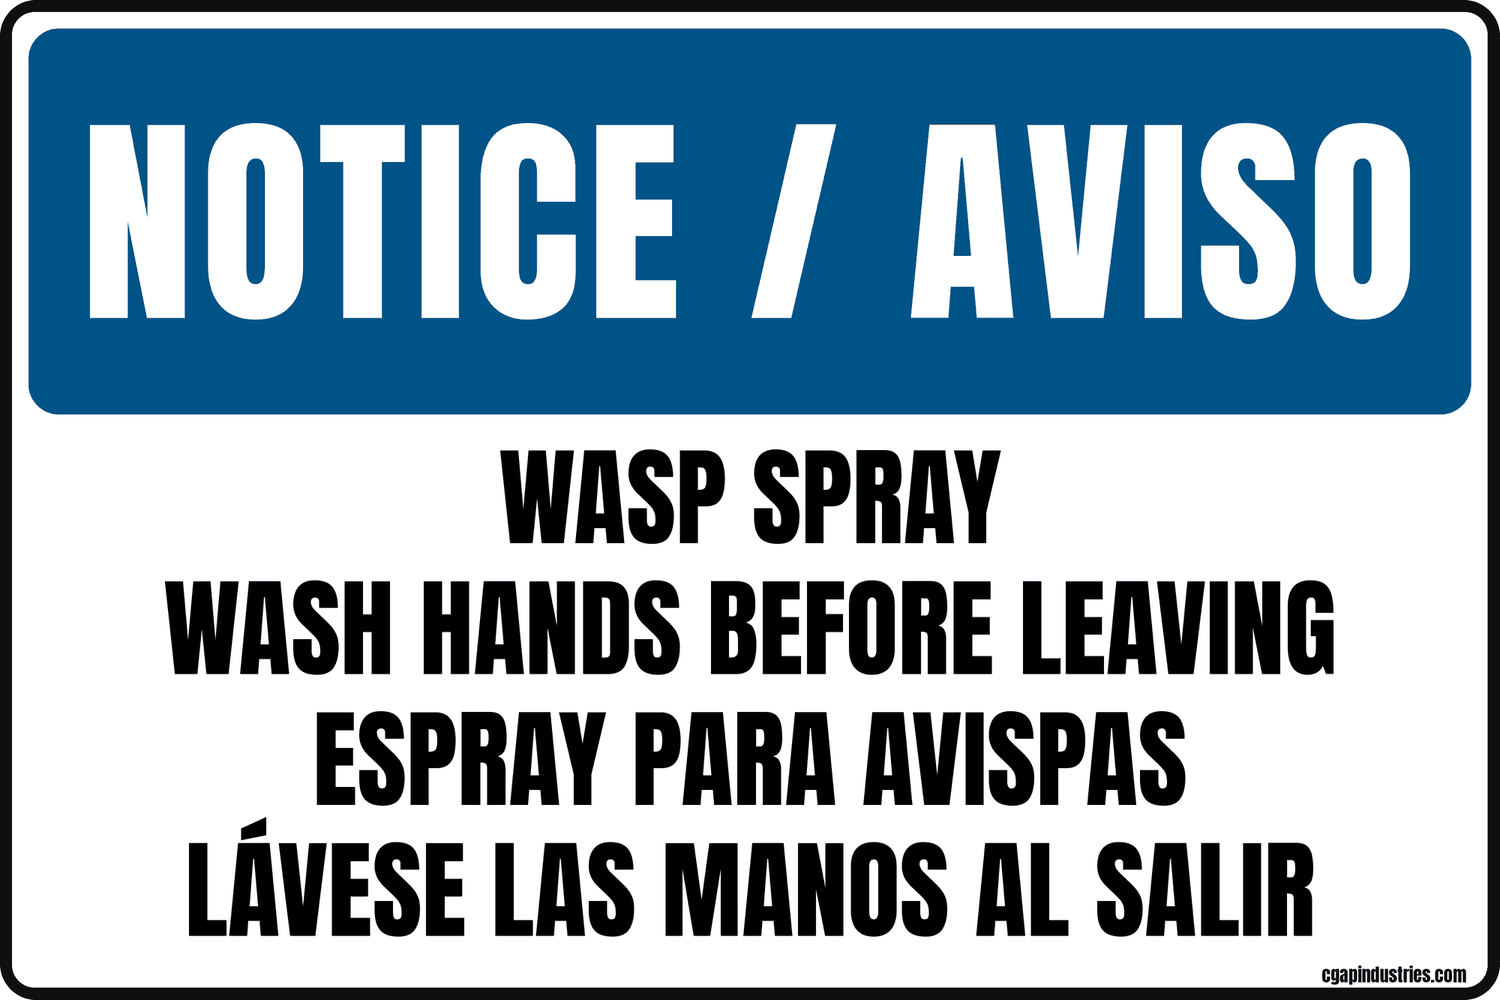 NOTICE / AVISO
WASP SPRAY
WASH HANDS BEFORE LEAVING
ESPRAY PARA AVISPAS
LÁVESE LAS MANOS AL SALIR
cgapindustries.com